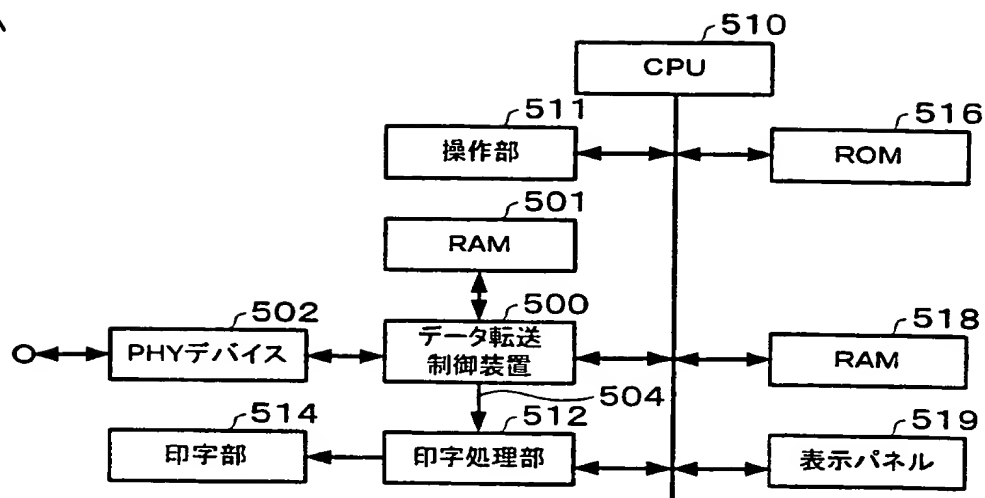 510
CPU
511
操作部
516
ROM
501
RAM
502
PHYデバイス
500
データ転送
制御装置
518
RAM
504
514
印字部
512
印字処理部
519
表示パネル